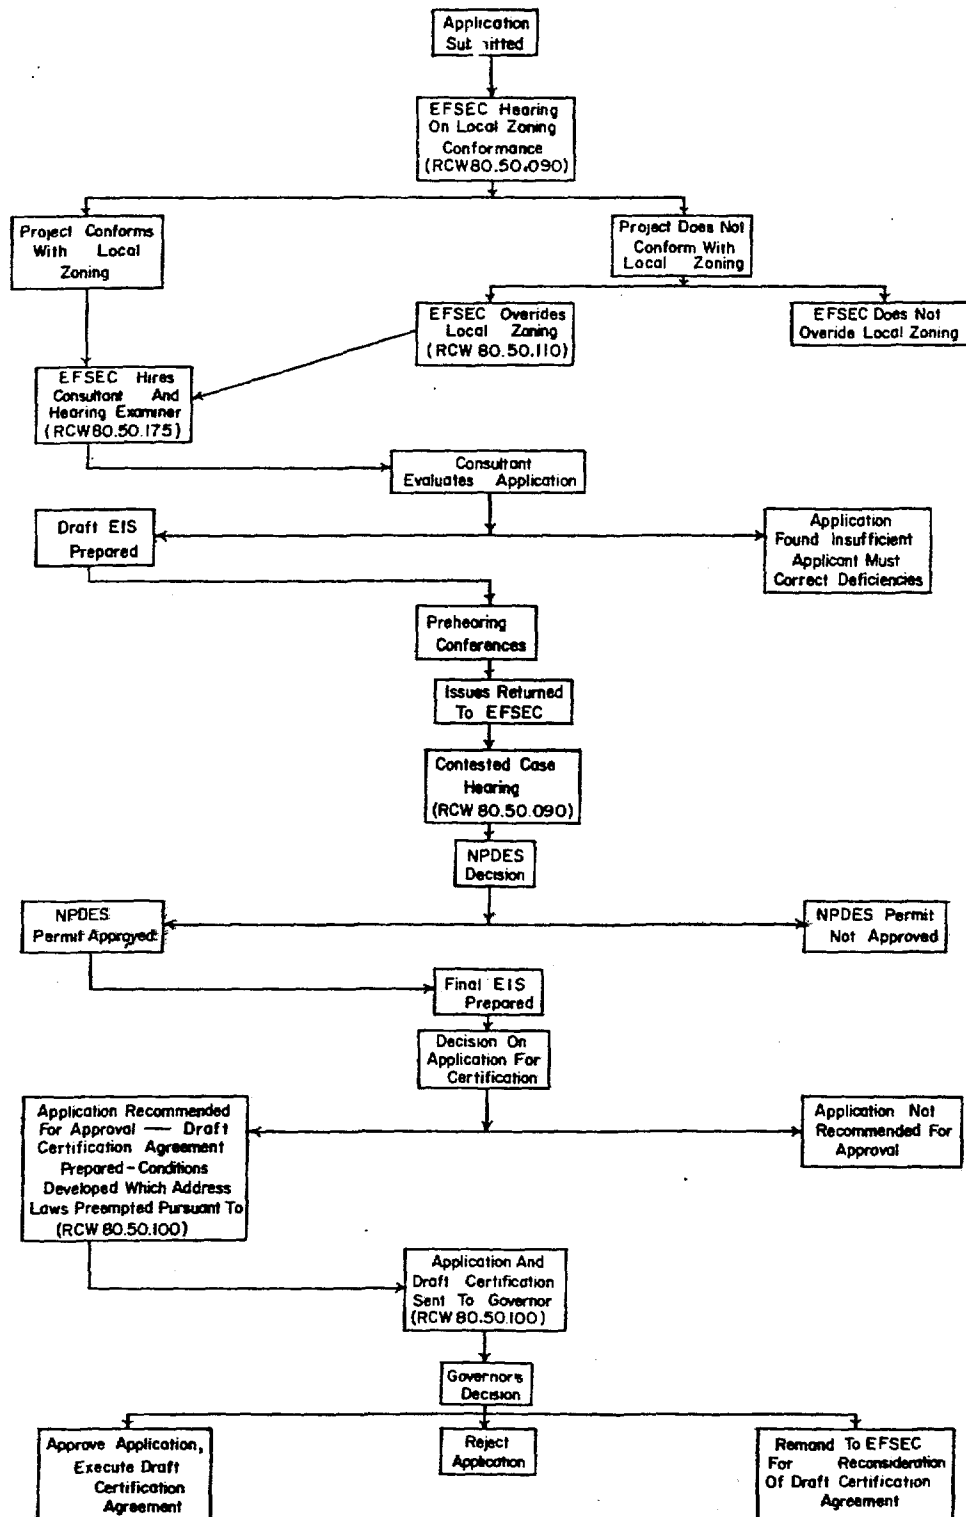 Application
Submitted
EFSEC Hearing
On Local Zoning
Conformance
(RCW 80.50.090)
Project Conforms
With Local
Zoning
Project Does Not
Conform With
Local Zoning
EFSEC Overides
Local Zoning
(RCW 80.50.110)
EFSEC Does Not
Overide Local Zoning
EFSEC Hires
Consultant And
Hearing Examiner
(RCW 80.50.175)
Consultant
Evaluates Application
Draft EIS
Prepared
Application
Found Insufficient
Applicant Must
Correct Deficiencies
Prehearing
Conferences
Issues Returned
To EFSEC
Contested Case
Hearing
(RCW 80.50.090)
NPDES
Decision
NPDES
Permit Approved
NPDES Permit
Not Approved
Final EIS
Prepared
Decision On
Application For
Certification
Application Recommended
For Approval — Draft
Certification Agreement
Prepared - Conditions
Developed Which Address
Laws Preempted Pursuant To
(RCW 80.50.100)
Application Not
Recommended For
Approval
Application And
Draft Certification
Sent To Governor
(RCW 80.50.100)
Governor's
Decision
Approve Application,
Execute Draft
Certification
Agreement
Reject
Application
Remand To EFSEC
For Reconsideration
Of Draft Certification
Agreement